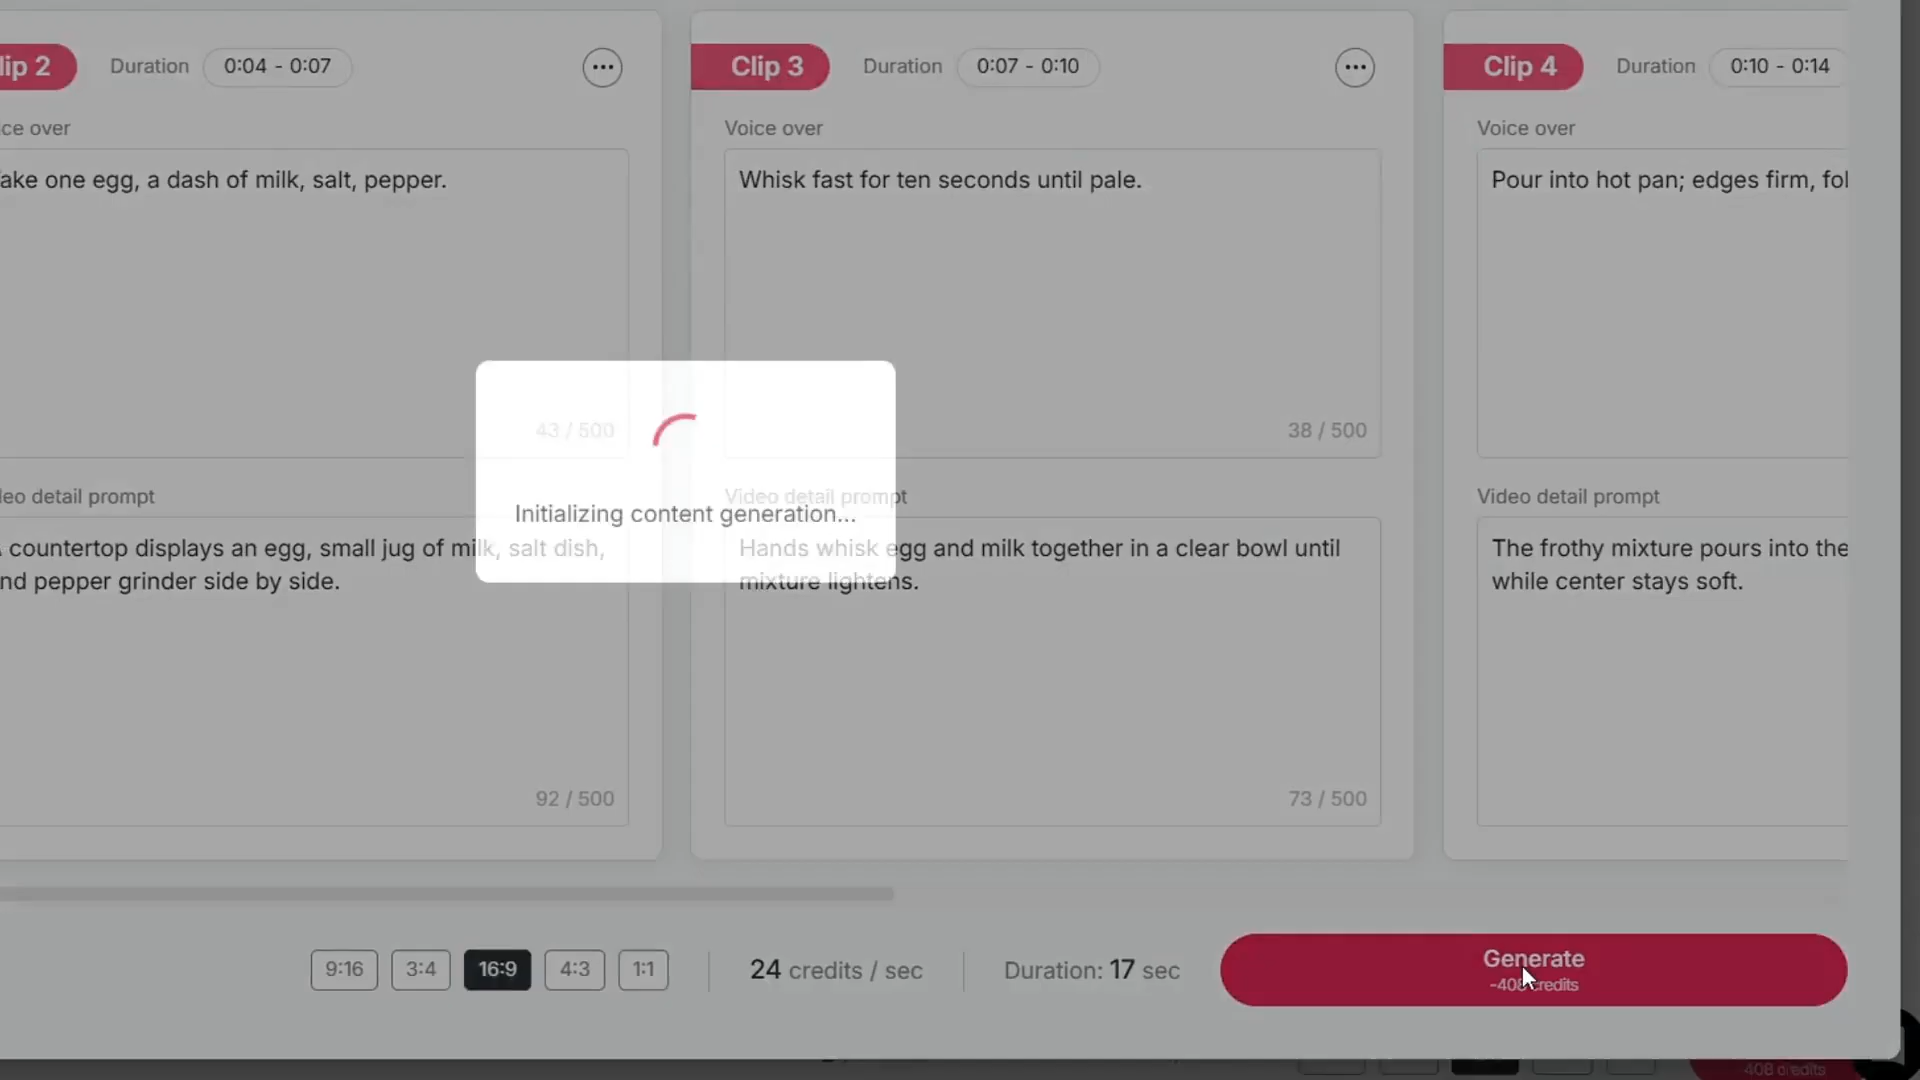 lip 2
Duration
0:04 - 0:07
Clip 3
Duration
0:07 - 0:10
Clip 4
Duration
0:10 - 0:14
ce over
Voice over
Voice over
ake one egg, a dash of milk, salt, pepper.
Whisk fast for ten seconds until pale.
Pour into hot pan; edges firm, fol
43 / 500
38 / 500
leo detail prompt
Video detail prompt
Video detail prompt
Initializing content generation...
countertop displays an egg, small jug of milk, salt dish,
nd pepper grinder side by side.
Hands whisk egg and milk together in a clear bowl until
mixture lightens.
The frothy mixture pours into the
while center stays soft.
92 / 500
73 / 500
9:16
3:4
16:9
4:3
1:1
24 credits / sec
Duration: 17 sec
Generate
~408 credits
408 credits